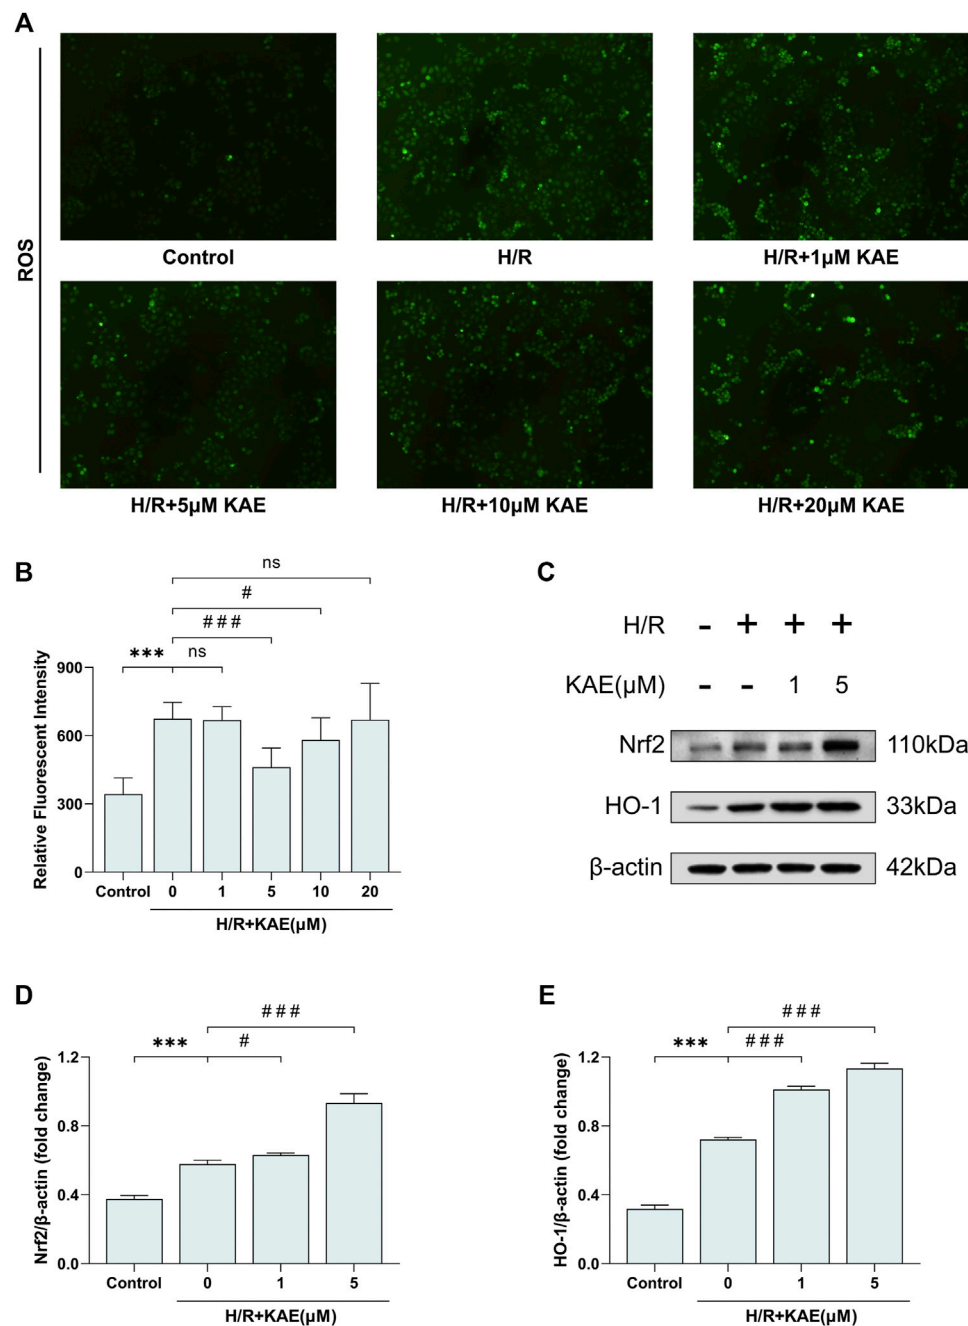 A
ROS
Control
H/R
H/R+1μM KAE
H/R+5μM KAE
H/R+10μM KAE
H/R+20μM KAE
B
ns
#
###
*** ns
Relative Fluorescent Intensity
900
600
300
0
Control 0 1 5 10 20
H/R+KAE(μM)
C
H/R - + + +
KAE(μM) - - 1 5
Nrf2 110kDa
HO-1 33kDa
β-actin 42kDa
D
###
*** #
Nrf2/β-actin (fold change)
1.2
0.8
0.4
0.0
Control 0 1 5
H/R+KAE(μM)
E
###
*** ###
HO-1/β-actin (fold change)
1.2
0.8
0.4
0.0
Control 0 1 5
H/R+KAE(μM)